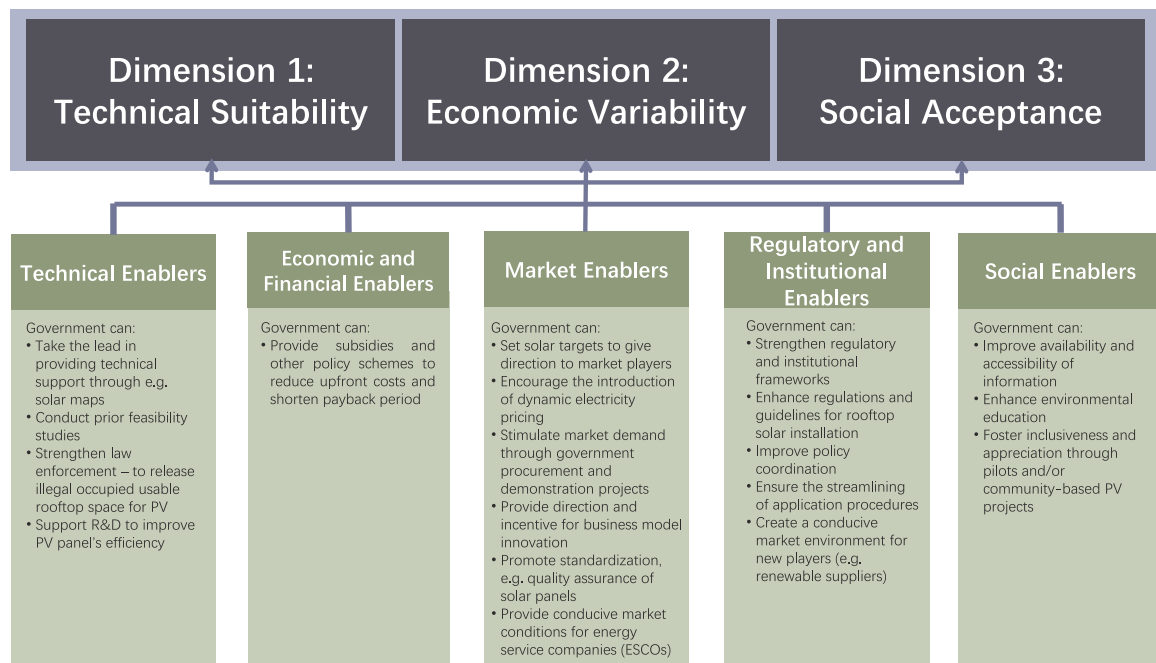 Dimension 1:
Technical Suitability
Dimension 2:
Economic Variability
Dimension 3:
Social Acceptance
Technical Enablers
Government can:
• Take the lead in
providing technical
support through e.g.
solar maps
• Conduct prior feasibility
studies
• Strengthen law
enforcement – to release
illegal occupied usable
rooftop space for PV
• Support R&D to improve
PV panel's efficiency
Economic and
Financial Enablers
Government can:
• Provide subsidies and
other policy schemes to
reduce upfront costs and
shorten payback period
Market Enablers
Government can:
• Set solar targets to give
direction to market players
• Encourage the introduction
of dynamic electricity
pricing
• Stimulate market demand
through government
procurement and
demonstration projects
• Provide direction and
incentive for business model
innovation
• Promote standardization,
e.g. quality assurance of
solar panels
• Provide conducive market
conditions for energy
service companies (ESCOs)
Regulatory and
Institutional
Enablers
Government can:
• Strengthen regulatory
and institutional
frameworks
• Enhance regulations and
guidelines for rooftop
solar installation
• Improve policy
coordination
• Ensure the streamlining
of application procedures
• Create a conducive
market environment for
new players (e.g.
renewable suppliers)
Social Enablers
Government can:
• Improve availability and
accessibility of
information
• Enhance environmental
education
• Foster inclusiveness and
appreciation through
pilots and/or
community-based PV
projects